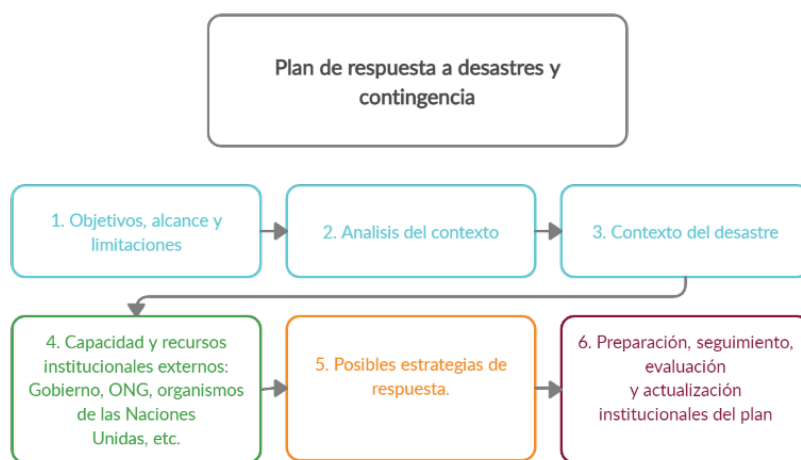 Plan de respuesta a desastres y
contingencia
1. Objetivos, alcance y
limitaciones
2. Analisis del contexto
3. Contexto del desastre
4. Capacidad y recursos
institucionales externos:
Gobierno, ONG, organismos
de las Naciones
Unidas, etc.
5. Posibles estrategias de
respuesta.
6. Preparación, seguimiento,
evaluación
y actualización
institucionales del plan